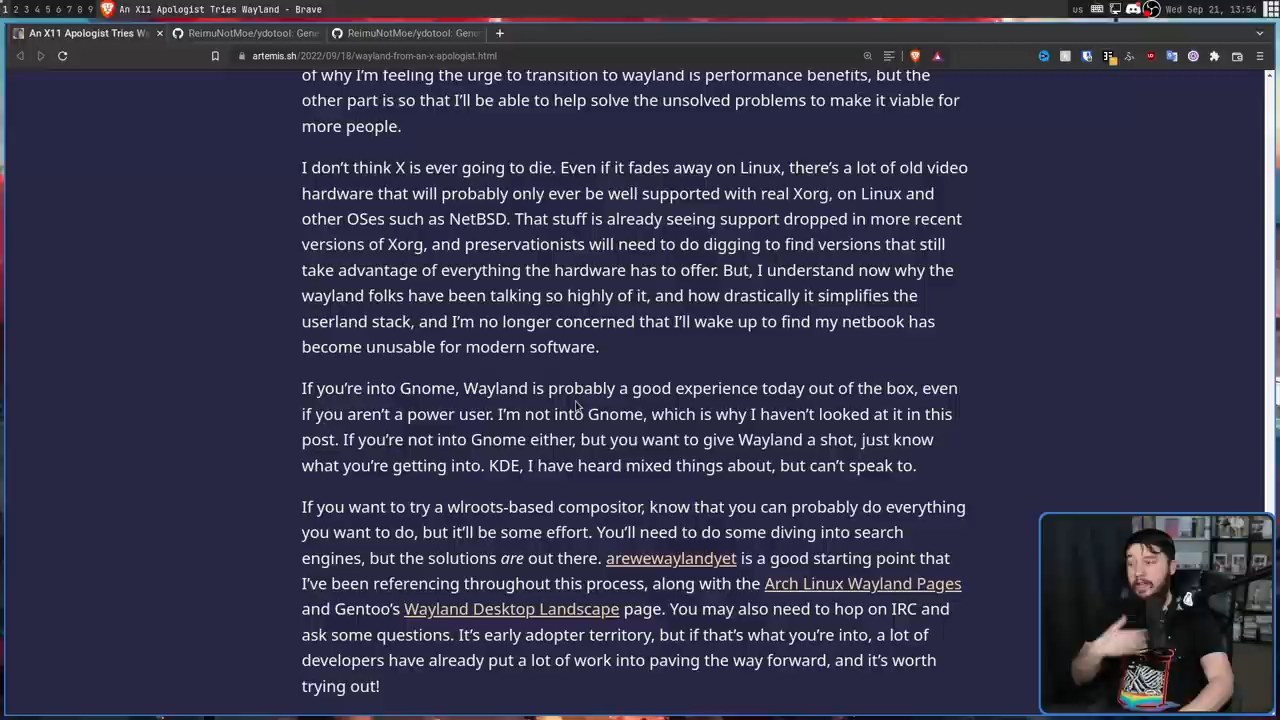 1 2 3 4 5 6 7 8 9 An X11 Apologist Tries Wayland - Brave us Wed Sep 21, 13:54
An X11 Apologist Tries W × ReimuNotMoe/ydotool: Gene ReimuNotMoe/ydotool: Gene +
artemis.sh/2022/09/18/wayland-from-an-x-apologist.html
of why I'm feeling the urge to transition to wayland is performance benefits, but the
other part is so that I'll be able to help solve the unsolved problems to make it viable for
more people.
I don't think X is ever going to die. Even if it fades away on Linux, there's a lot of old video
hardware that will probably only ever be well supported with real Xorg, on Linux and
other OSes such as NetBSD. That stuff is already seeing support dropped in more recent
versions of Xorg, and preservationists will need to do digging to find versions that still
take advantage of everything the hardware has to offer. But, I understand now why the
wayland folks have been talking so highly of it, and how drastically it simplifies the
userland stack, and I'm no longer concerned that I'll wake up to find my netbook has
become unusable for modern software.
If you're into Gnome, Wayland is probably a good experience today out of the box, even
if you aren't a power user. I'm not into Gnome, which is why I haven't looked at it in this
post. If you're not into Gnome either, but you want to give Wayland a shot, just know
what you're getting into. KDE, I have heard mixed things about, but can't speak to.
If you want to try a wlroots-based compositor, know that you can probably do everything
you want to do, but it'll be some effort. You'll need to do some diving into search
engines, but the solutions are out there. arewewaylandyet is a good starting point that
I've been referencing throughout this process, along with the Arch Linux Wayland Pages
and Gentoo's Wayland Desktop Landscape page. You may also need to hop on IRC and
ask some questions. It's early adopter territory, but if that's what you're into, a lot of
developers have already put a lot of work into paving the way forward, and it's worth
trying out!